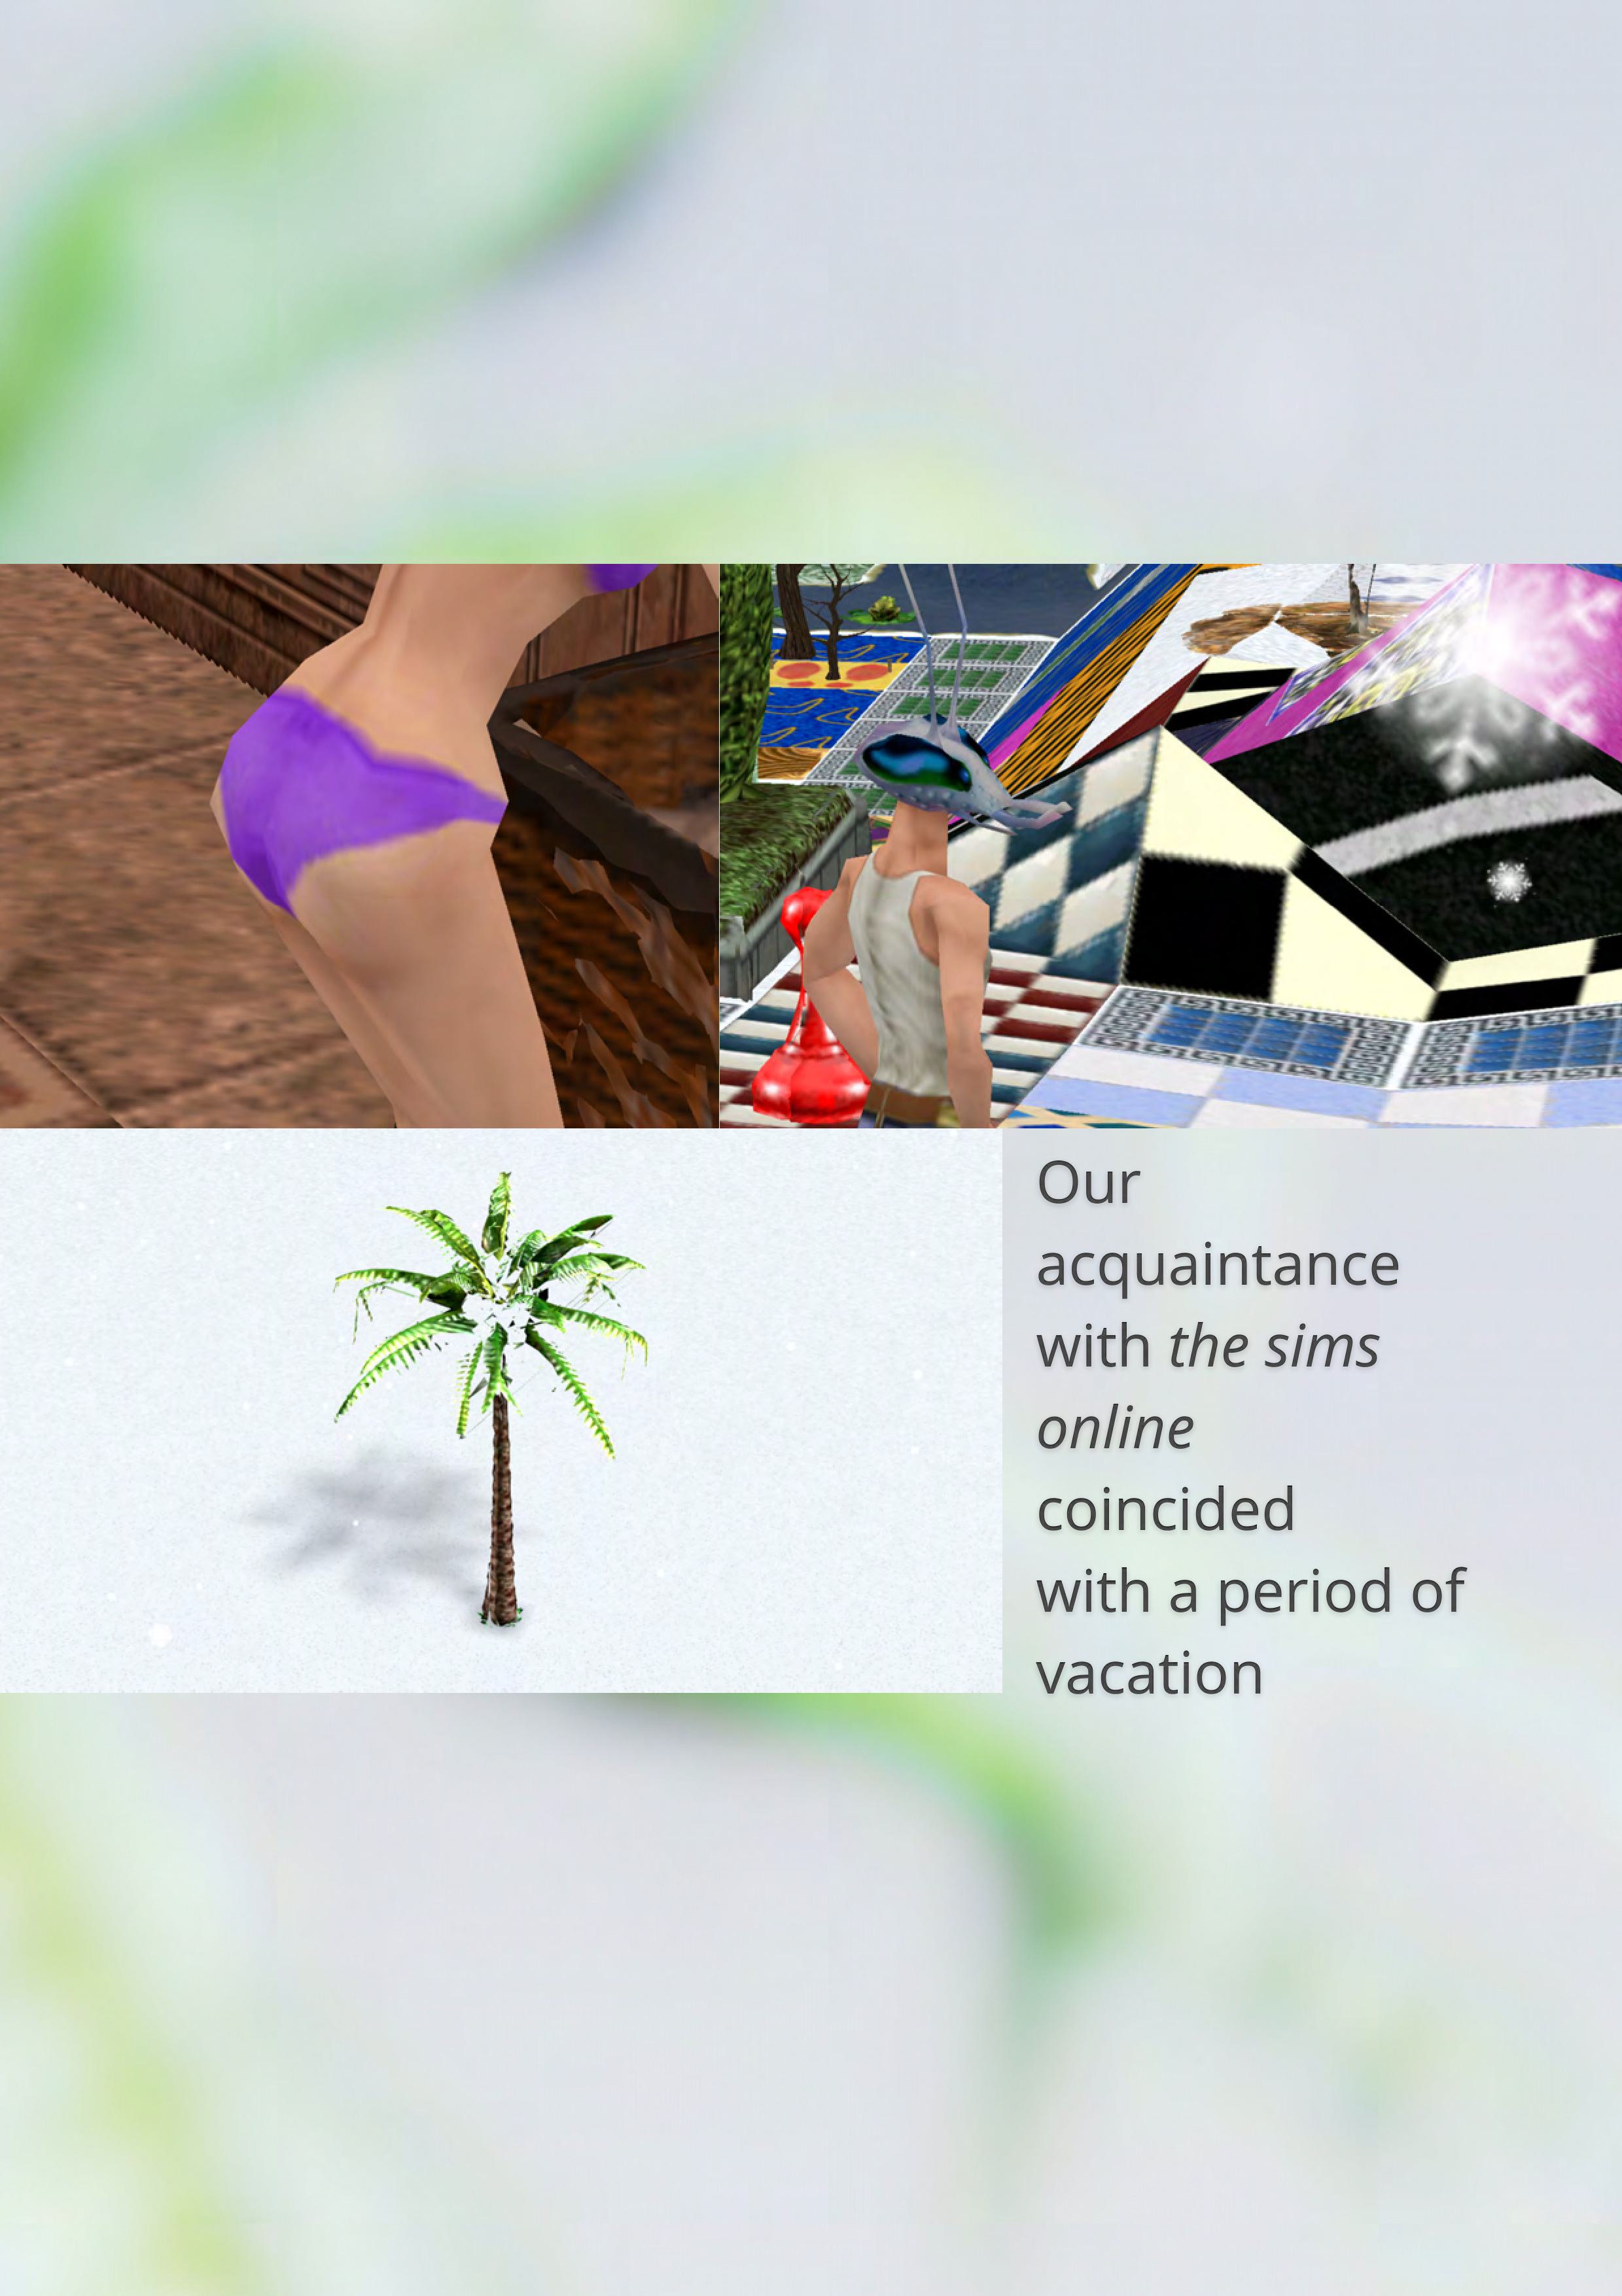 Our
acquaintance
with the sims
online
coincided
with a period of
vacation